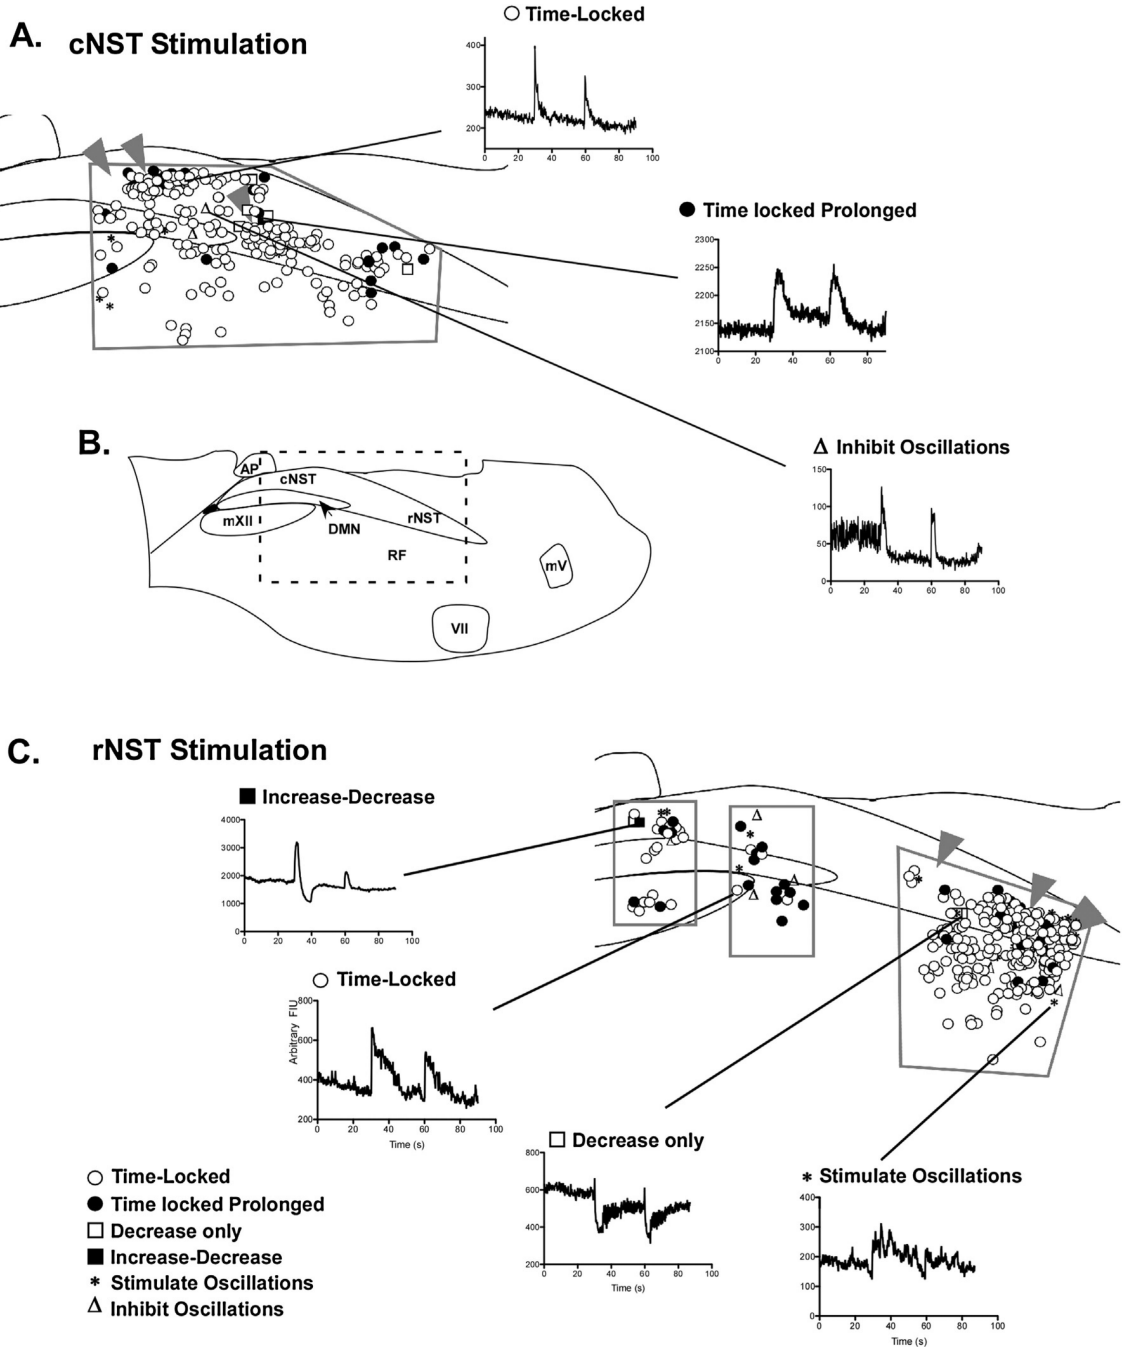 A.
cNST Stimulation
Time-Locked
400
300
200
0 20 40 60 80 100
Time locked Prolonged
2300
2250
2200
2150
2100
0 20 40 60 80
Δ Inhibit Oscillations
150
100
50
0
0 20 40 60 80 100
B.
AP
cNST
mXII
DMN
rNST
RF
mV
VII
C.
rNST Stimulation
Increase-Decrease
4000
3000
2000
1000
0
0 20 40 60 80 100
Time-Locked
Arbitrary FIU
800
600
400
200
0 20 40 60 80 100
Time (s)
Decrease only
800
600
400
200
0 20 40 60 80 100
Time (s)
* Stimulate Oscillations
400
300
200
100
0
0 20 40 60 80 100
Time (s)
Time-Locked
Time locked Prolonged
Decrease only
Increase-Decrease
* Stimulate Oscillations
Δ Inhibit Oscillations